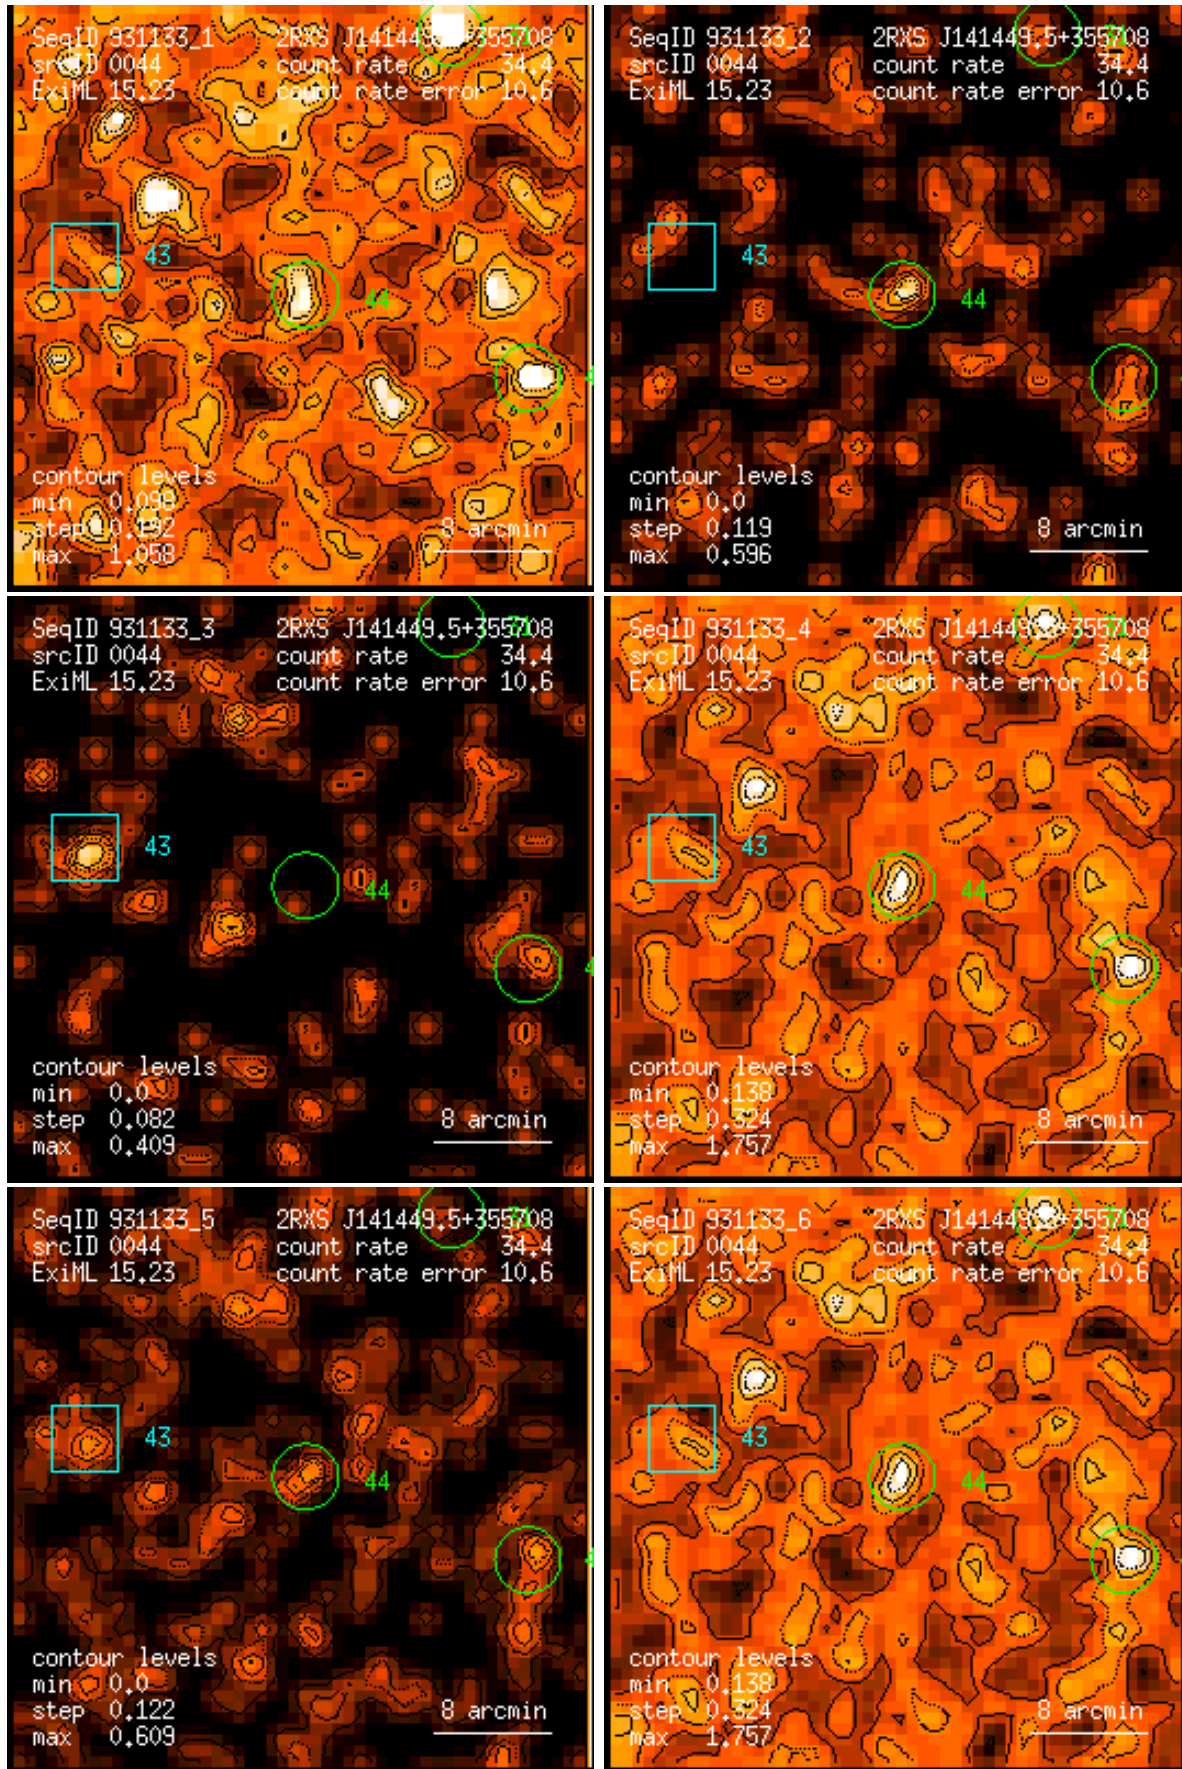 SeqID 931133_1 2RXS J141449.5+355708
srcID 0044 count rate 34.4
ExiML 15.23 count rate error 10.6
43
44
contour levels
min 0.098
step 0.192
max 1.058
8 arcmin
SeqID 931133_2 2RXS J141449.5+355708
srcID 0044 count rate 34.4
ExiML 15.23 count rate error 10.6
43
44
contour levels
min 0.0
step 0.119
max 0.596
8 arcmin
SeqID 931133_3 2RXS J141449.5+355708
srcID 0044 count rate 34.4
ExiML 15.23 count rate error 10.6
43
44
contour levels
min 0.0
step 0.082
max 0.409
8 arcmin
SeqID 931133_4 2RXS J141449.5+355708
srcID 0044 count rate 34.4
ExiML 15.23 count rate error 10.6
43
44
contour levels
min 0.138
step 0.324
max 1.757
8 arcmin
SeqID 931133_5 2RXS J141449.5+355708
srcID 0044 count rate 34.4
ExiML 15.23 count rate error 10.6
43
44
contour levels
min 0.0
step 0.122
max 0.609
8 arcmin
SeqID 931133_6 2RXS J141449.5+355708
srcID 0044 count rate 34.4
ExiML 15.23 count rate error 10.6
43
44
contour levels
min 0.138
step 0.324
max 1.757
8 arcmin